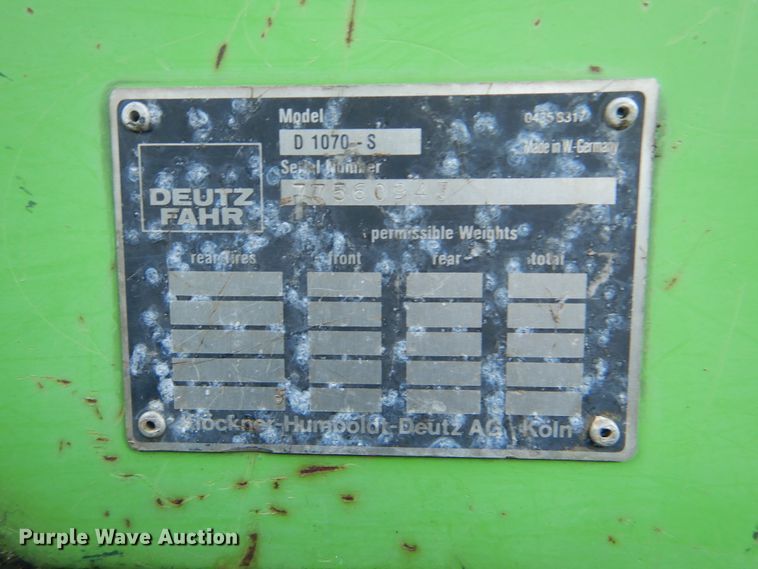 Model
0435 5317
D 1070 - S
Made in W.-Germany
Serial Number
DEUTZ
FAHR
permissible Weights
rear tires front rear total
Klöckner-Humboldt-Deutz AG · Köln
Purple Wave Auction